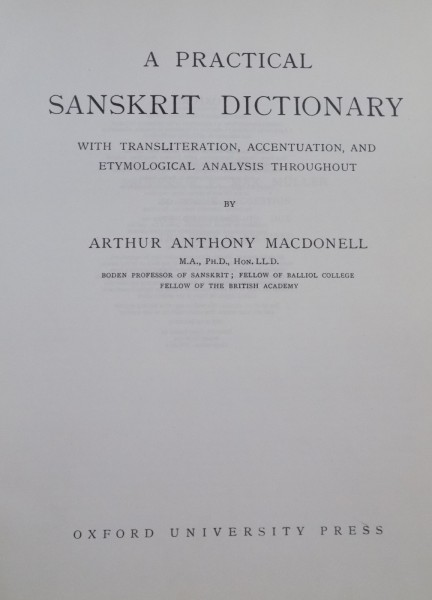 A PRACTICAL
SANSKRIT DICTIONARY
WITH TRANSLITERATION, ACCENTUATION, AND
ETYMOLOGICAL ANALYSIS THROUGHOUT
BY
ARTHUR ANTHONY MACDONELL
M.A., PH.D., HON. LL.D.
BODEN PROFESSOR OF SANSKRIT; FELLOW OF BALLIOL COLLEGE
FELLOW OF THE BRITISH ACADEMY
OXFORD UNIVERSITY PRESS